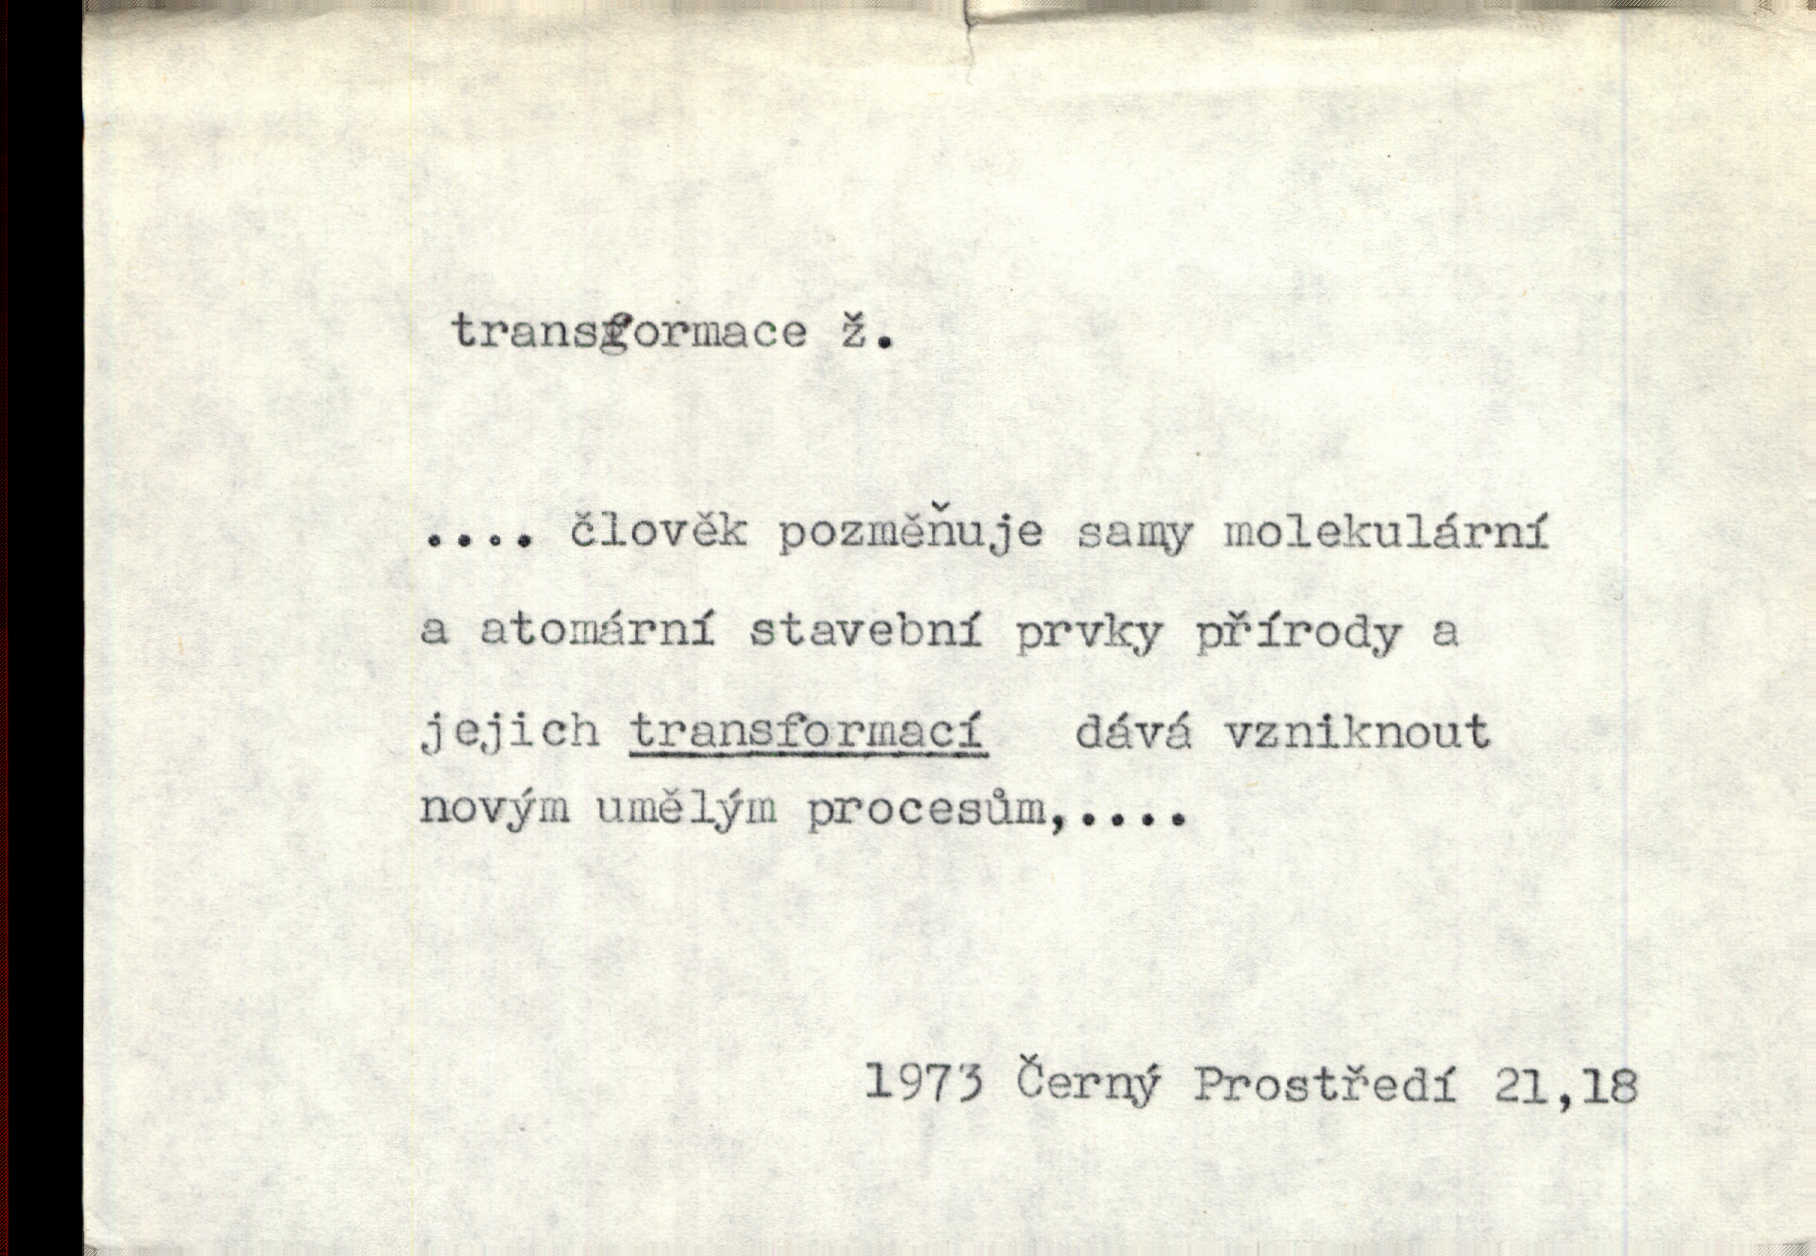 transformace ž.
.... člověk pozměňuje samy molekulární
a atomární stavební prvky přírody a
jejich transformací dává vzniknout
novým umělým procesům,....
1973 Černý Prostředí 21,18